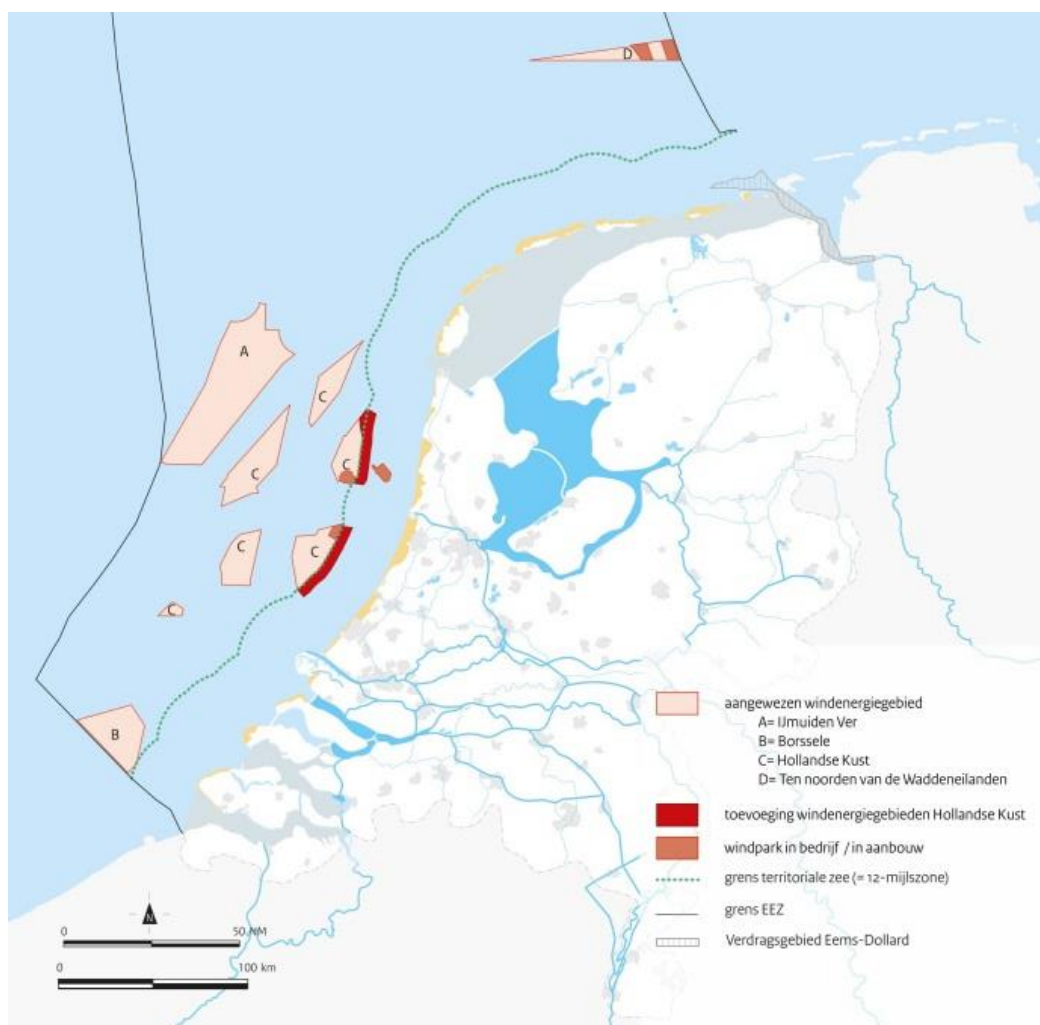 D
A
C
C
C
C
C
C
B
aangewezen windenergiegebied
A= IJmuiden Ver
B= Borssele
C= Hollandse Kust
D= Ten noorden van de Waddeneilanden
toevoeging windenergiegebieden Hollandse Kust
windpark in bedrijf / in aanbouw
grens territoriale zee (= 12-mijlszone)
grens EEZ
Verdragsgebied Eems-Dollard
N
0 50 NM
0 100 km